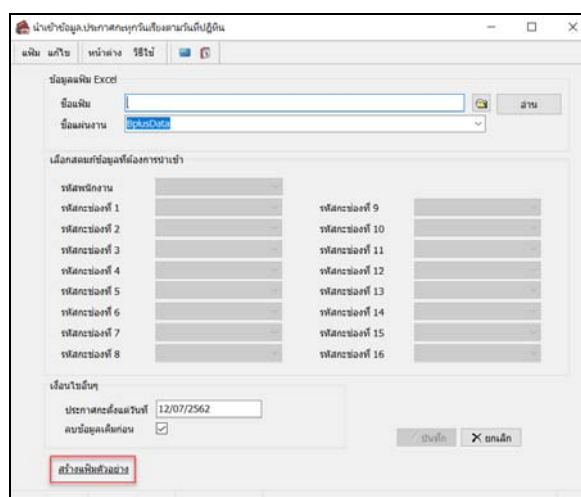 นำเข้าข้อมูล.ประกาศกะทุกวันเรียงตามวันที่ปฏิทิน
แฟ้ม แก้ไข หน้าต่าง วิธีใช้
ข้อมูลแฟ้ม Excel
ชื่อแฟ้ม อ่าน
ชื่อแผ่นงาน BplusData
เลือกสดมภ์ข้อมูลที่ต้องการนำเข้า
รหัสพนักงาน
รหัสกะช่องที่ 1 รหัสกะช่องที่ 9
รหัสกะช่องที่ 2 รหัสกะช่องที่ 10
รหัสกะช่องที่ 3 รหัสกะช่องที่ 11
รหัสกะช่องที่ 4 รหัสกะช่องที่ 12
รหัสกะช่องที่ 5 รหัสกะช่องที่ 13
รหัสกะช่องที่ 6 รหัสกะช่องที่ 14
รหัสกะช่องที่ 7 รหัสกะช่องที่ 15
รหัสกะช่องที่ 8 รหัสกะช่องที่ 16
เงื่อนไขอื่นๆ
ประกาศกะตั้งแต่วันที่ 12/07/2562
ลบข้อมูลเดิมก่อน
บันทึก ยกเลิก
สร้างแฟ้มตัวอย่าง